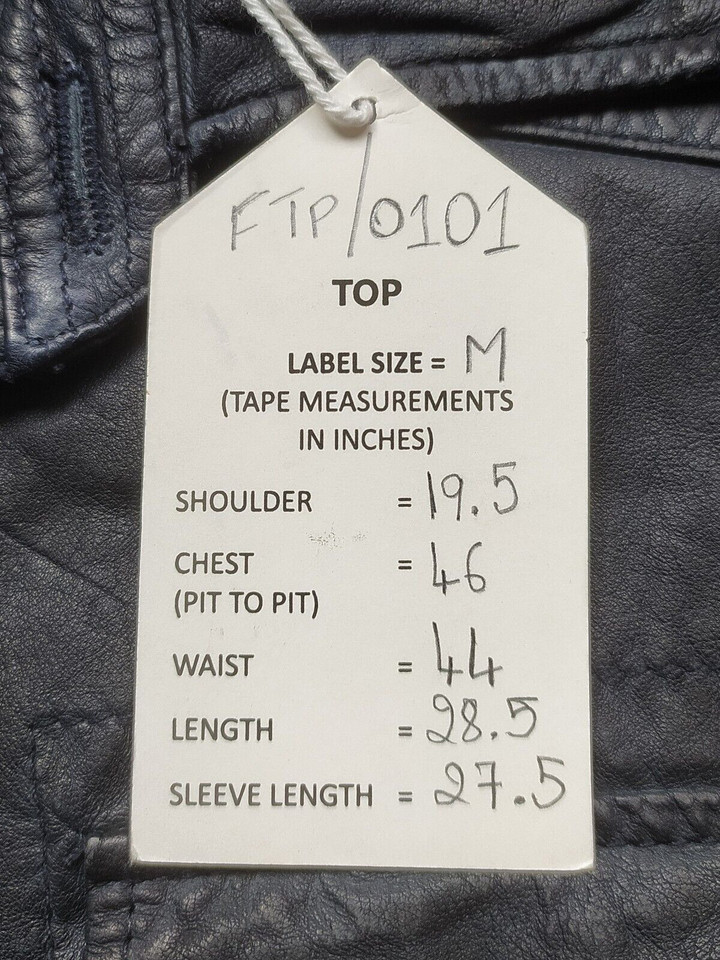 FTP/0101
TOP
LABEL SIZE = M
(TAPE MEASUREMENTS
IN INCHES)
SHOULDER = 19.5
CHEST = 46
(PIT TO PIT)
WAIST = 44
LENGTH = 28.5
SLEEVE LENGTH = 27.5